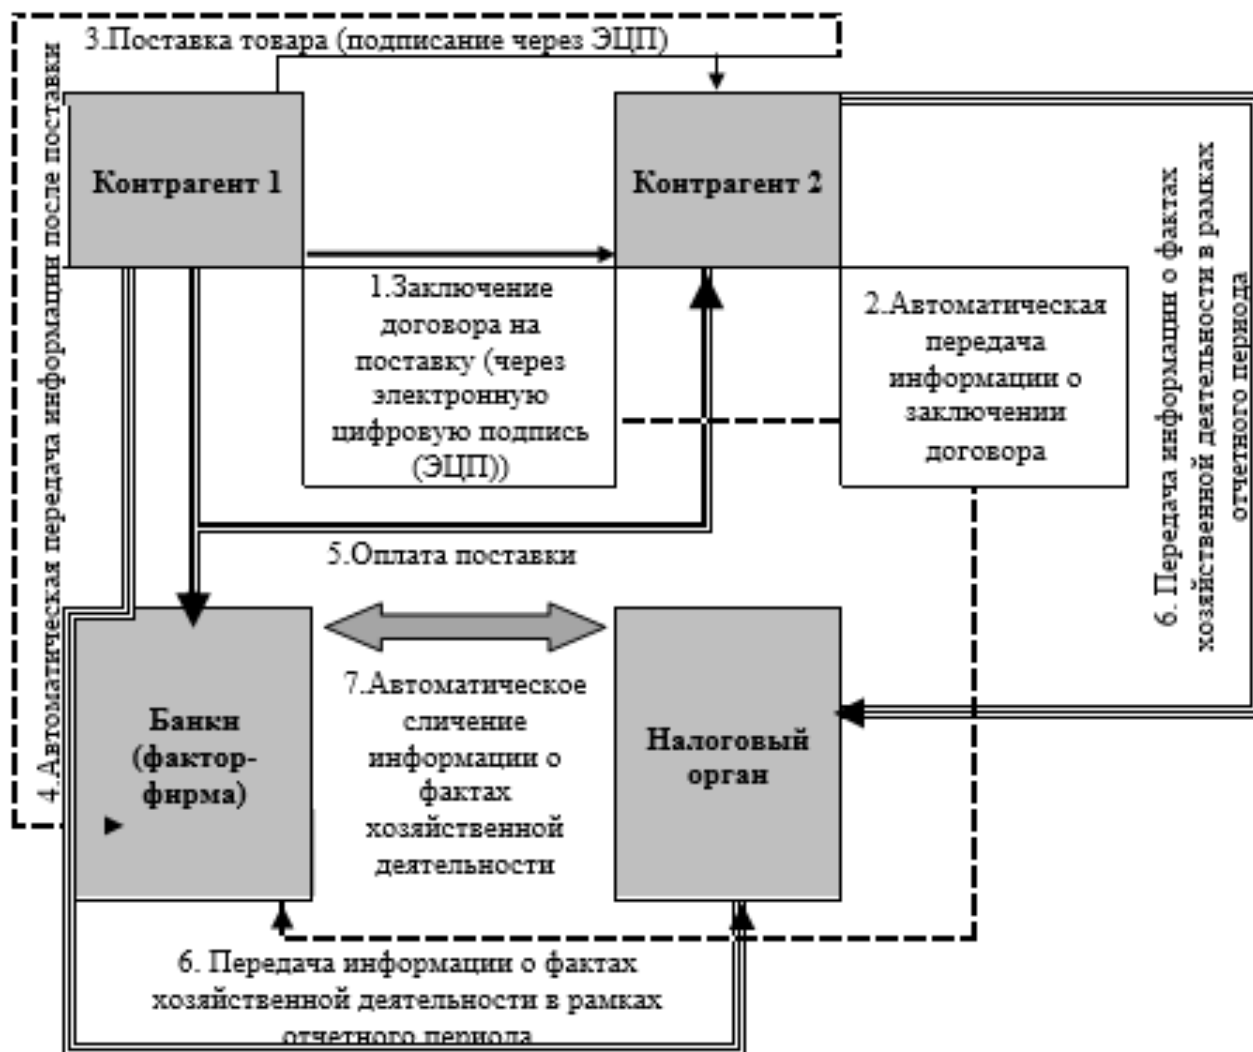 3.Поставка товара (подписание через ЭЦП)
4.Автоматическая передача информации после поставки
Контрагент 1
Контрагент 2
1.Заключение
договора на
поставку (через
электронную
цифровую подпись
(ЭЦП))
2.Автоматическая
передача
информации о
заключении
договора
6. Передача информации о фактах
хозяйственной деятельности в рамках
отчетного периода
5.Оплата поставки
Банки
(фактор-
фирма)
7.Автоматическое
сличение
информации о
фактах
хозяйственной
деятельности
Налоговый
орган
6. Передача информации о фактах
хозяйственной деятельности в рамках
отчетного периода